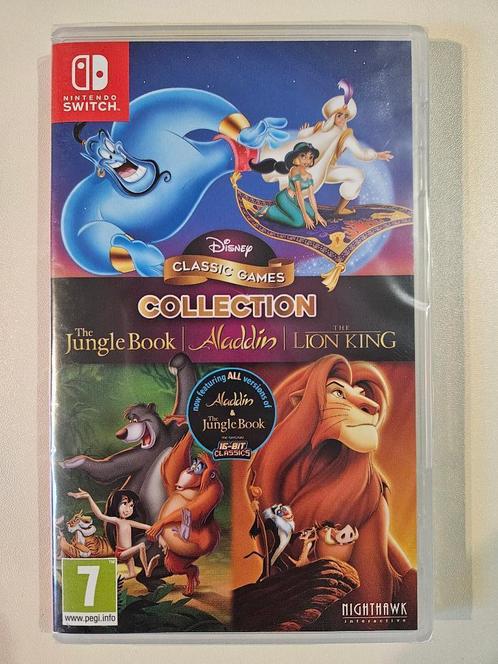 NINTENDO
SWITCH™
Disney
CLASSIC GAMES
COLLECTION
The Jungle Book | Aladdin | THE LION KING
now featuring ALL versions of
Aladdin
&
The Jungle Book
16-BIT
CLASSICS
7
www.pegi.info
NIGHTHAWK
interactive